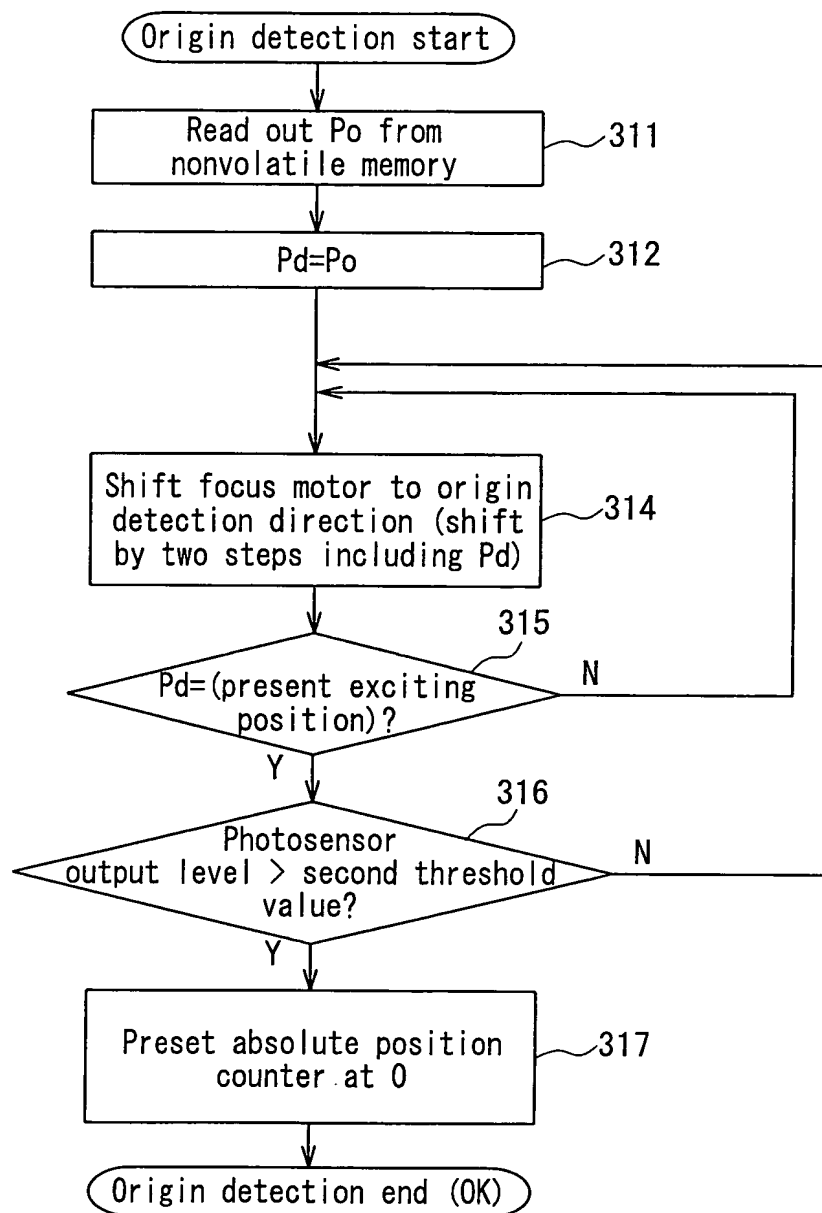 Origin detection start
Read out Po from
nonvolatile memory
311
Pd=Po
312
Shift focus motor to origin
detection direction (shift
by two steps including Pd)
314
315
Pd=(present exciting
position)?
N
Y
316
Photosensor
output level > second threshold
value?
N
Y
Preset absolute position
counter at 0
317
Origin detection end (OK)